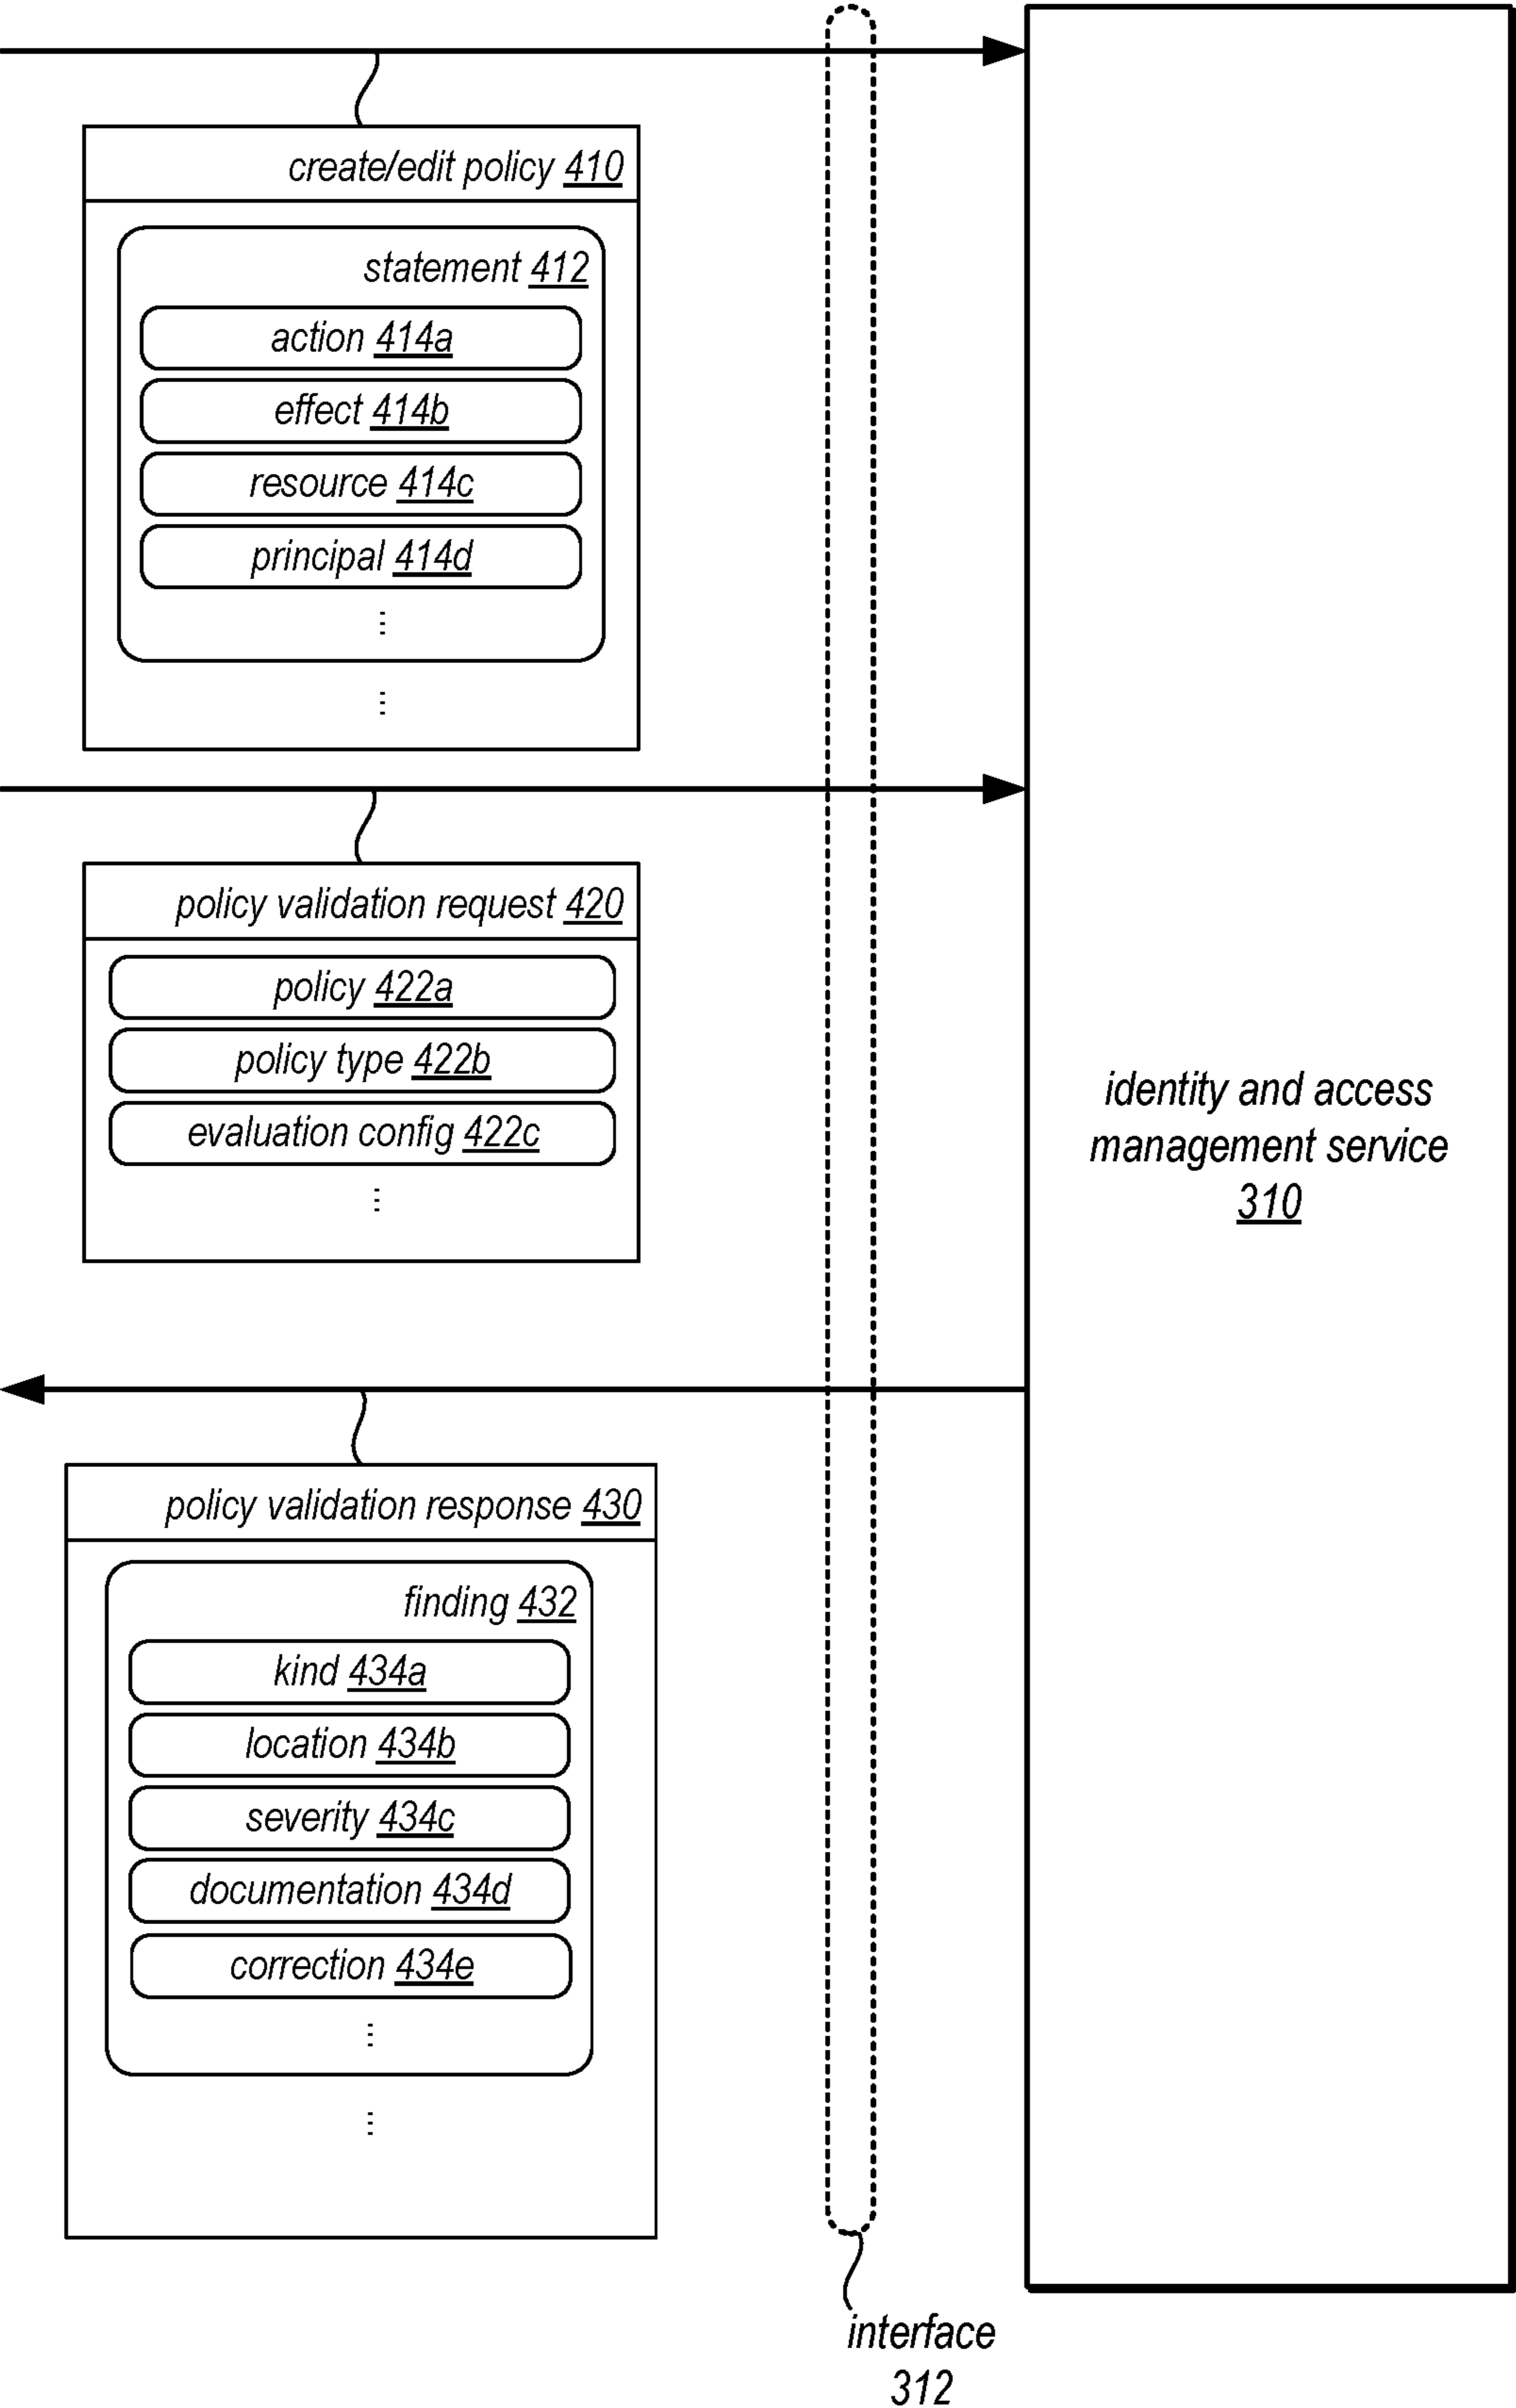 create/edit policy 410
statement 412
action 414a
effect 414b
resource 414c
principal 414d
policy validation request 420
policy 422a
policy type 422b
evaluation config 422c
identity and access
management service
310
policy validation response 430
finding 432
kind 434a
location 434b
severity 434c
documentation 434d
correction 434e
interface
312